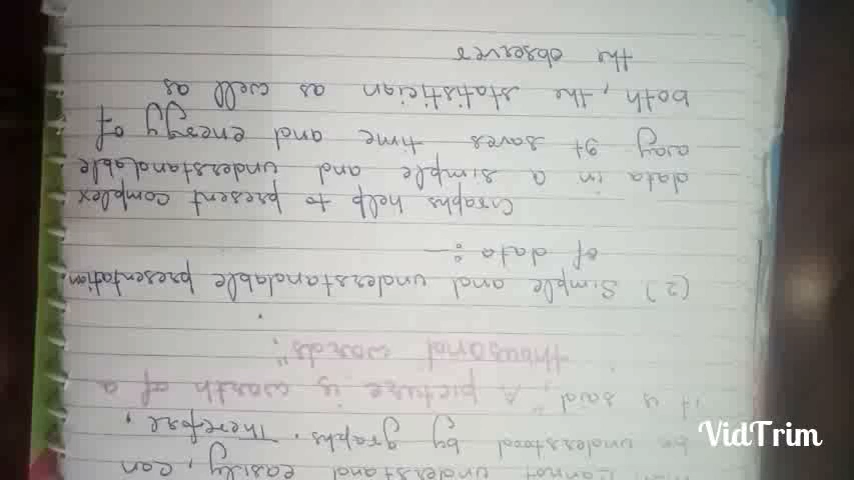 cannot understand easily, can
be understood by graphs. Therefore,
it is said, "A picture is worth of a
thousand words".
(2) Simple and understandable presentation
of data :-
Graphs help to present complex
data in a simple and understandable
way It saves time and energy of
both, the statistician as well as
the observer
VidTrim